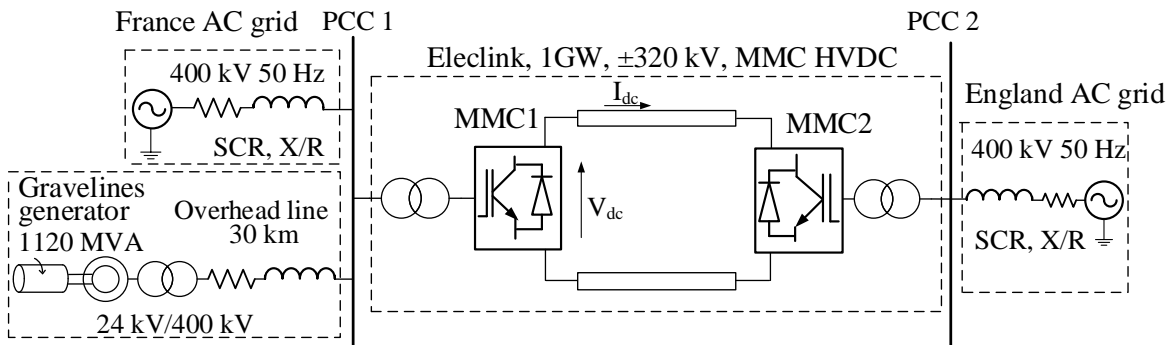 France AC grid
PCC 1
PCC 2
400 kV 50 Hz
SCR, X/R
Eleclink, 1GW, ±320 kV, MMC HVDC
I_dc
MMC1
MMC2
V_dc
England AC grid
400 kV 50 Hz
SCR, X/R
Gravelines
generator
1120 MVA
Overhead line
30 km
24 kV/400 kV